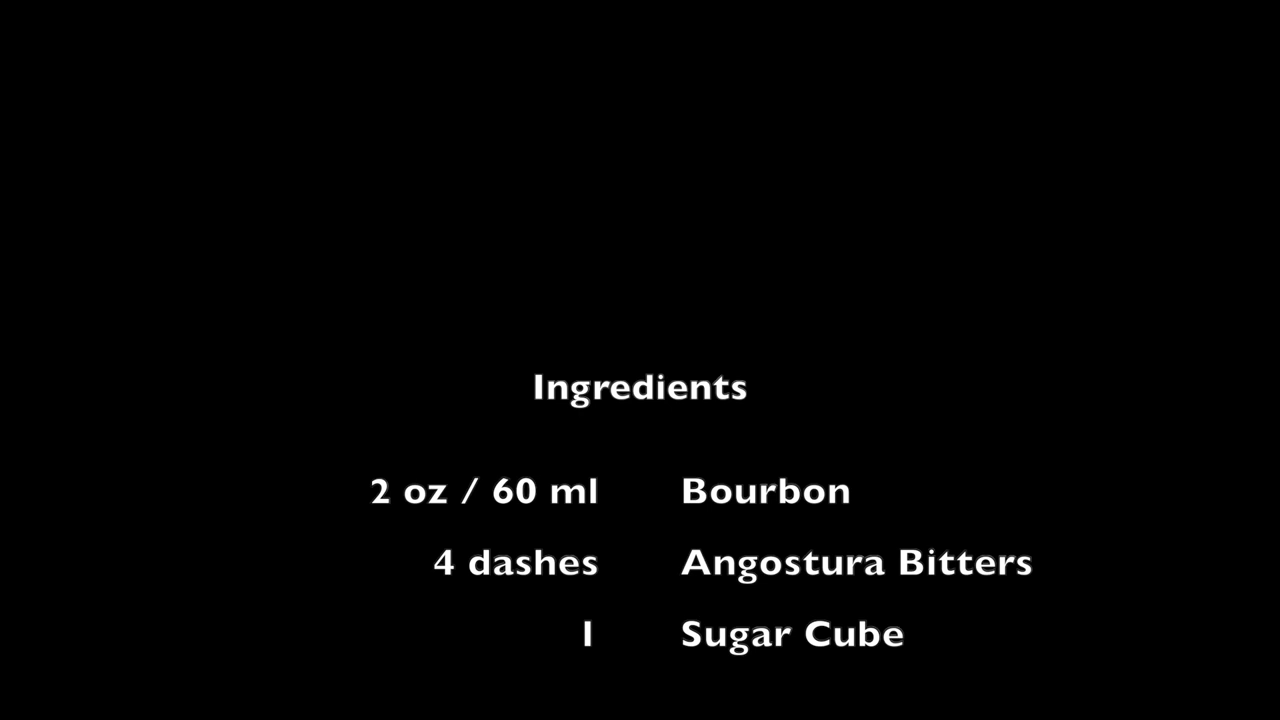 Ingredients
2 oz / 60 ml Bourbon
4 dashes Angostura Bitters
1 Sugar Cube